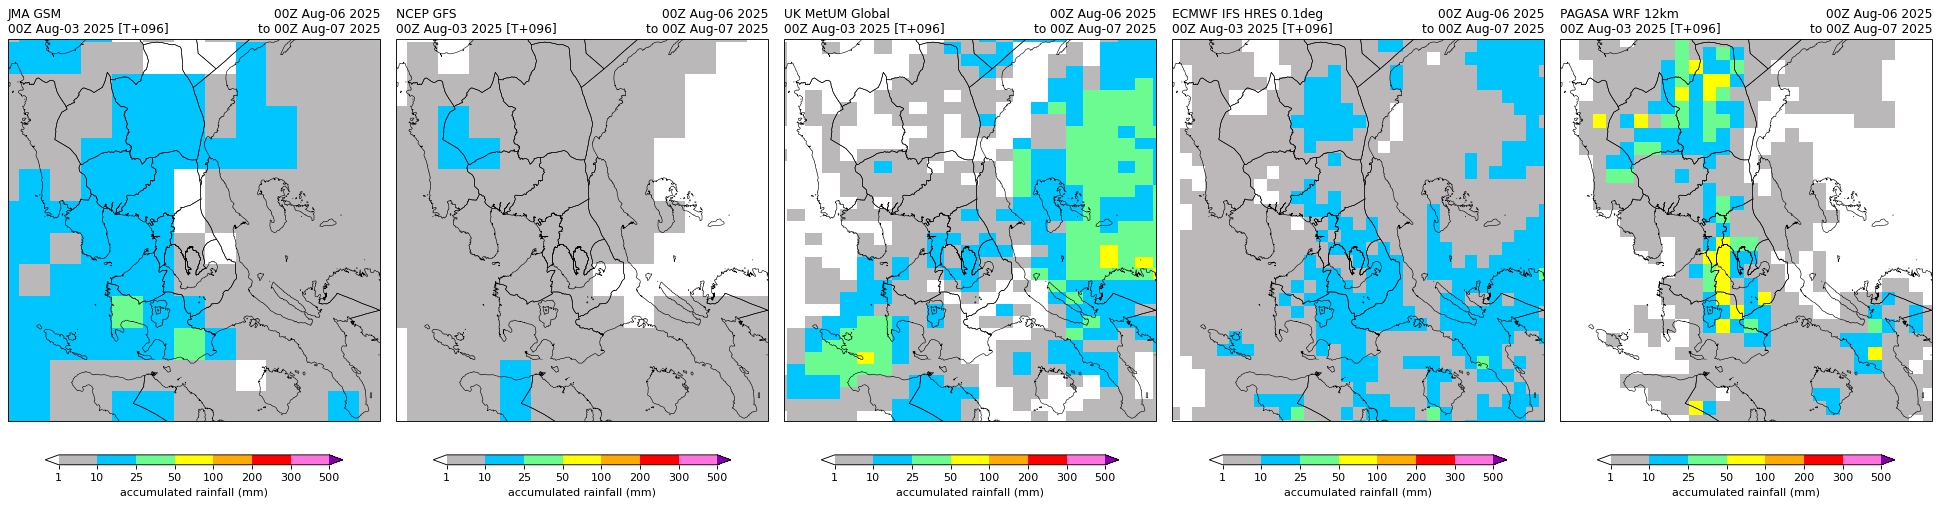 JMA GSM 00Z Aug-06 2025
00Z Aug-03 2025 [T+096] to 00Z Aug-07 2025
NCEP GFS 00Z Aug-06 2025
00Z Aug-03 2025 [T+096] to 00Z Aug-07 2025
UK MetUM Global 00Z Aug-06 2025
00Z Aug-03 2025 [T+096] to 00Z Aug-07 2025
ECMWF IFS HRES 0.1deg 00Z Aug-06 2025
00Z Aug-03 2025 [T+096] to 00Z Aug-07 2025
PAGASA WRF 12km 00Z Aug-06 2025
00Z Aug-03 2025 [T+096] to 00Z Aug-07 2025
1 10 25 50 100 200 300 500
accumulated rainfall (mm)
1 10 25 50 100 200 300 500
accumulated rainfall (mm)
1 10 25 50 100 200 300 500
accumulated rainfall (mm)
1 10 25 50 100 200 300 500
accumulated rainfall (mm)
1 10 25 50 100 200 300 500
accumulated rainfall (mm)